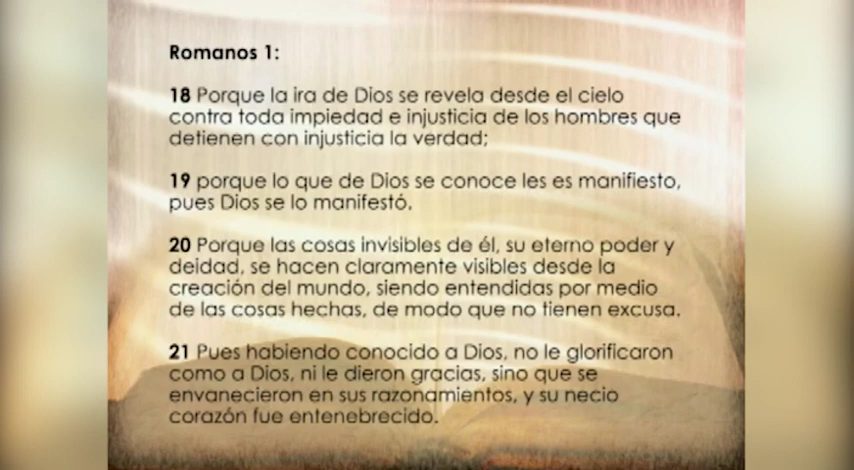 Romanos 1:
18 Porque la ira de Dios se revela desde el cielo
contra toda impiedad e injusticia de los hombres que
detienen con injusticia la verdad;
19 porque lo que de Dios se conoce les es manifiesto,
pues Dios se lo manifestó.
20 Porque las cosas invisibles de él, su eterno poder y
deidad, se hacen claramente visibles desde la
creación del mundo, siendo entendidas por medio
de las cosas hechas, de modo que no tienen excusa.
21 Pues habiendo conocido a Dios, no le glorificaron
como a Dios, ni le dieron gracias, sino que se
envanecieron en sus razonamientos, y su necio
corazón fue entenebrecido.